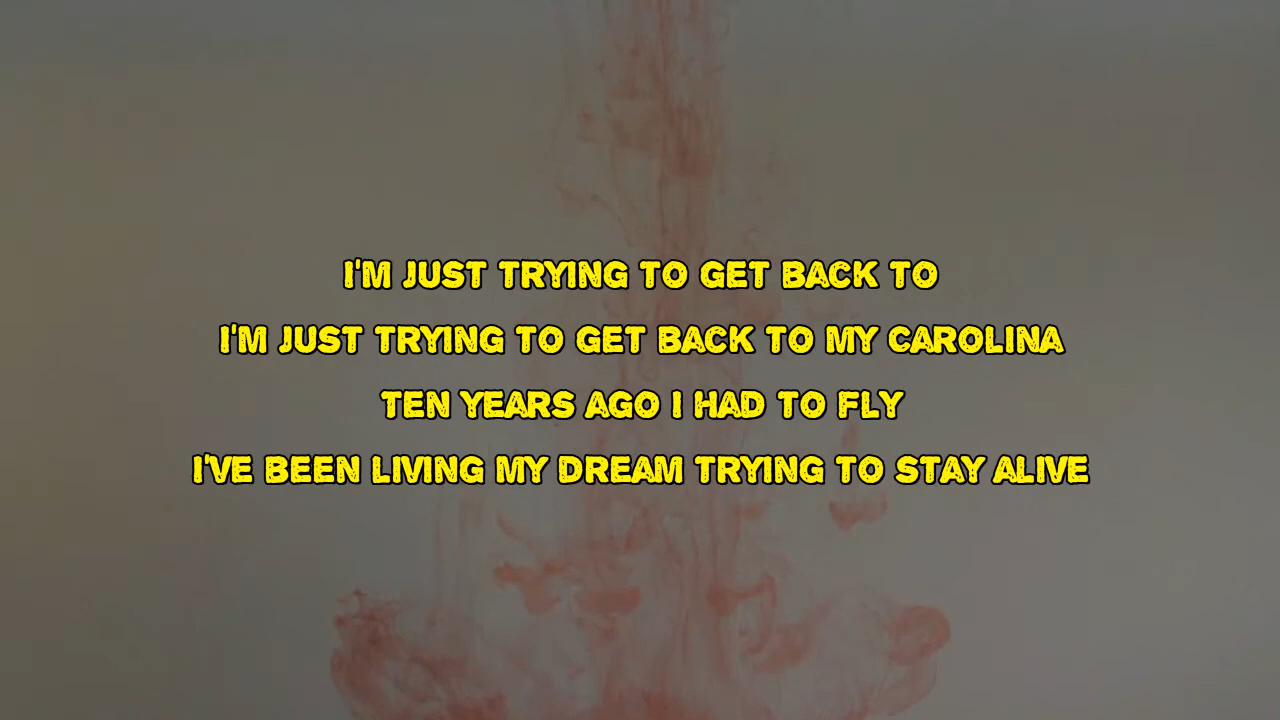 I'M JUST TRYING TO GET BACK TO
I'M JUST TRYING TO GET BACK TO MY CAROLINA
TEN YEARS AGO I HAD TO FLY
I'VE BEEN LIVING MY DREAM TRYING TO STAY ALIVE